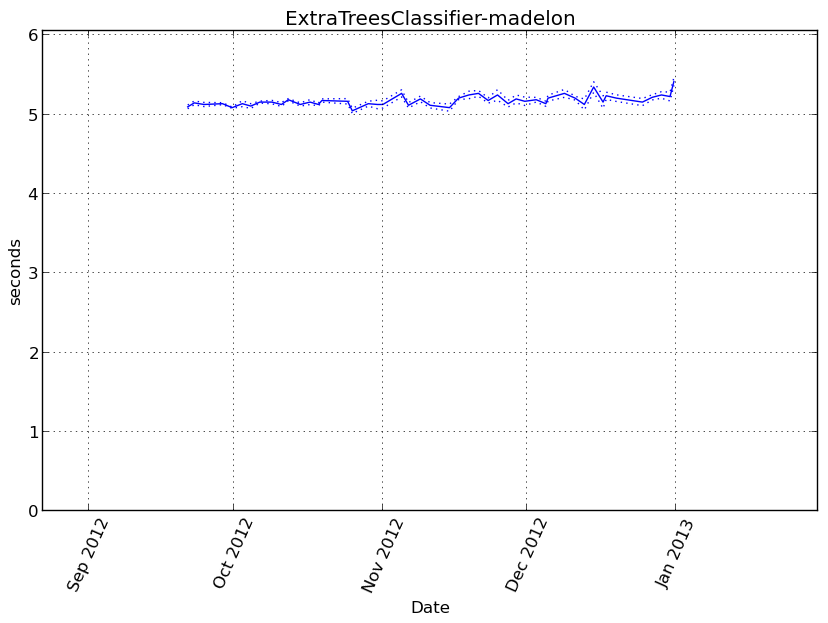 ExtraTreesClassifier-madelon
6
5
4
3
2
1
0
seconds
Sep 2012
Oct 2012
Nov 2012
Dec 2012
Jan 2013
Date